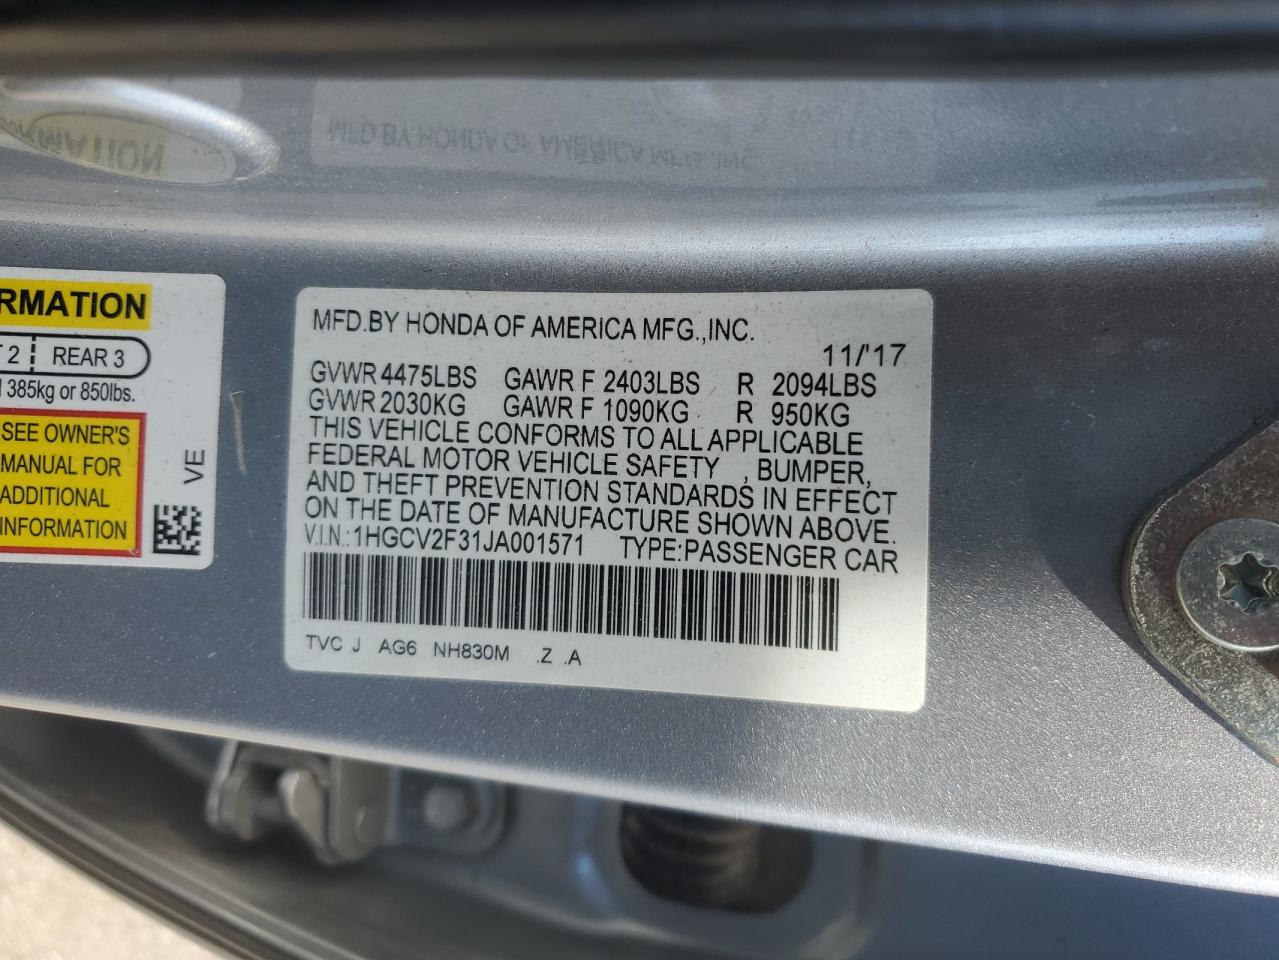 RMATION
2 REAR 3
385kg or 850lbs.
SEE OWNER'S
MANUAL FOR
ADDITIONAL
INFORMATION
VE
MFD.BY HONDA OF AMERICA MFG.,INC.
11/'17
GVWR 4475LBS GAWR F 2403LBS R 2094LBS
GVWR 2030KG GAWR F 1090KG R 950KG
THIS VEHICLE CONFORMS TO ALL APPLICABLE
FEDERAL MOTOR VEHICLE SAFETY , BUMPER,
AND THEFT PREVENTION STANDARDS IN EFFECT
ON THE DATE OF MANUFACTURE SHOWN ABOVE.
V.I.N.:1HGCV2F31JA001571 TYPE:PASSENGER CAR
TVC J AG6 NH830M .Z .A